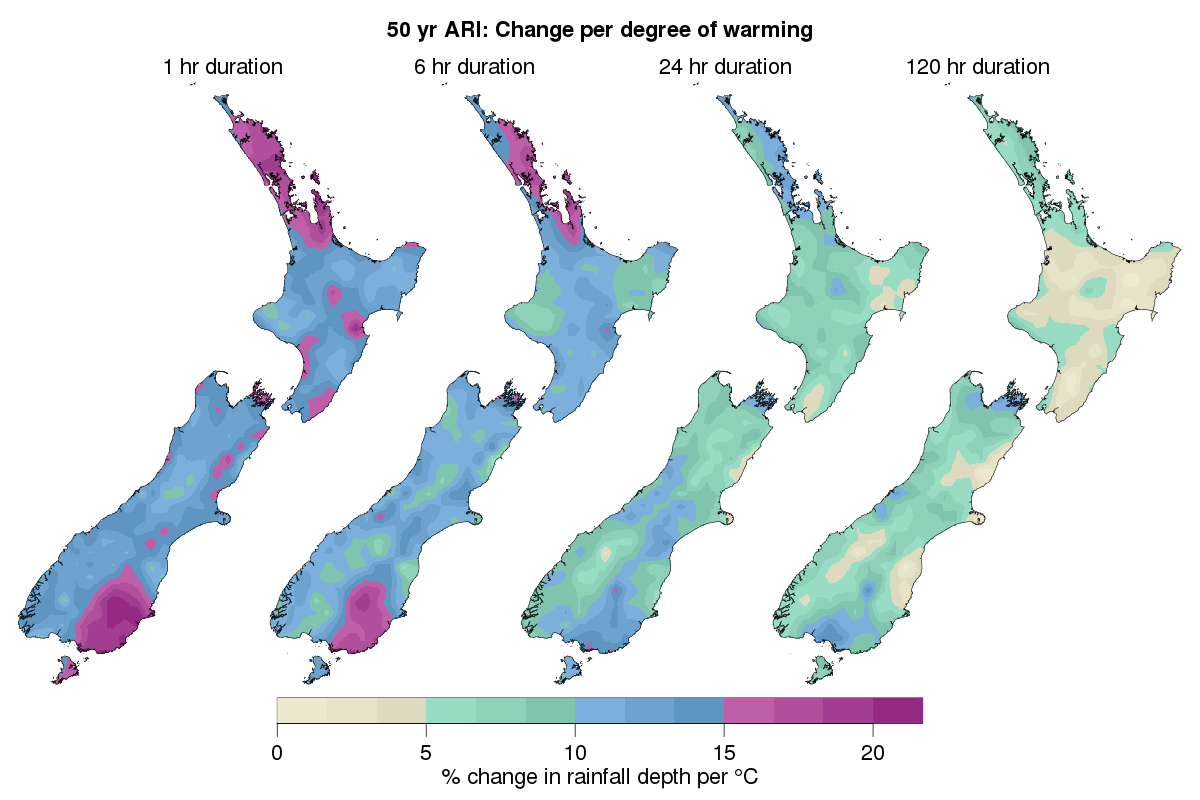 50 yr ARI: Change per degree of warming
1 hr duration 6 hr duration 24 hr duration 120 hr duration
0 5 10 15 20
% change in rainfall depth per °C